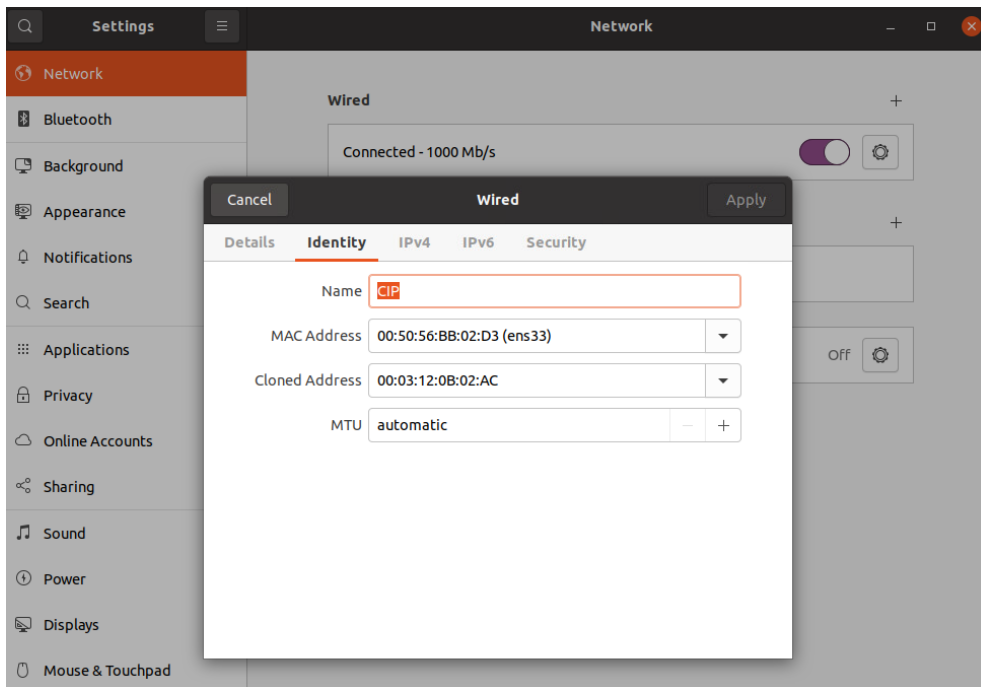 Settings
Network
Network
Bluetooth
Background
Appearance
Notifications
Search
Applications
Privacy
Online Accounts
Sharing
Sound
Power
Displays
Mouse & Touchpad
Wired
Connected - 1000 Mb/s
Off
Cancel
Wired
Apply
Details Identity IPv4 IPv6 Security
Name CIP
MAC Address 00:50:56:BB:02:D3 (ens33)
Cloned Address 00:03:12:0B:02:AC
MTU automatic